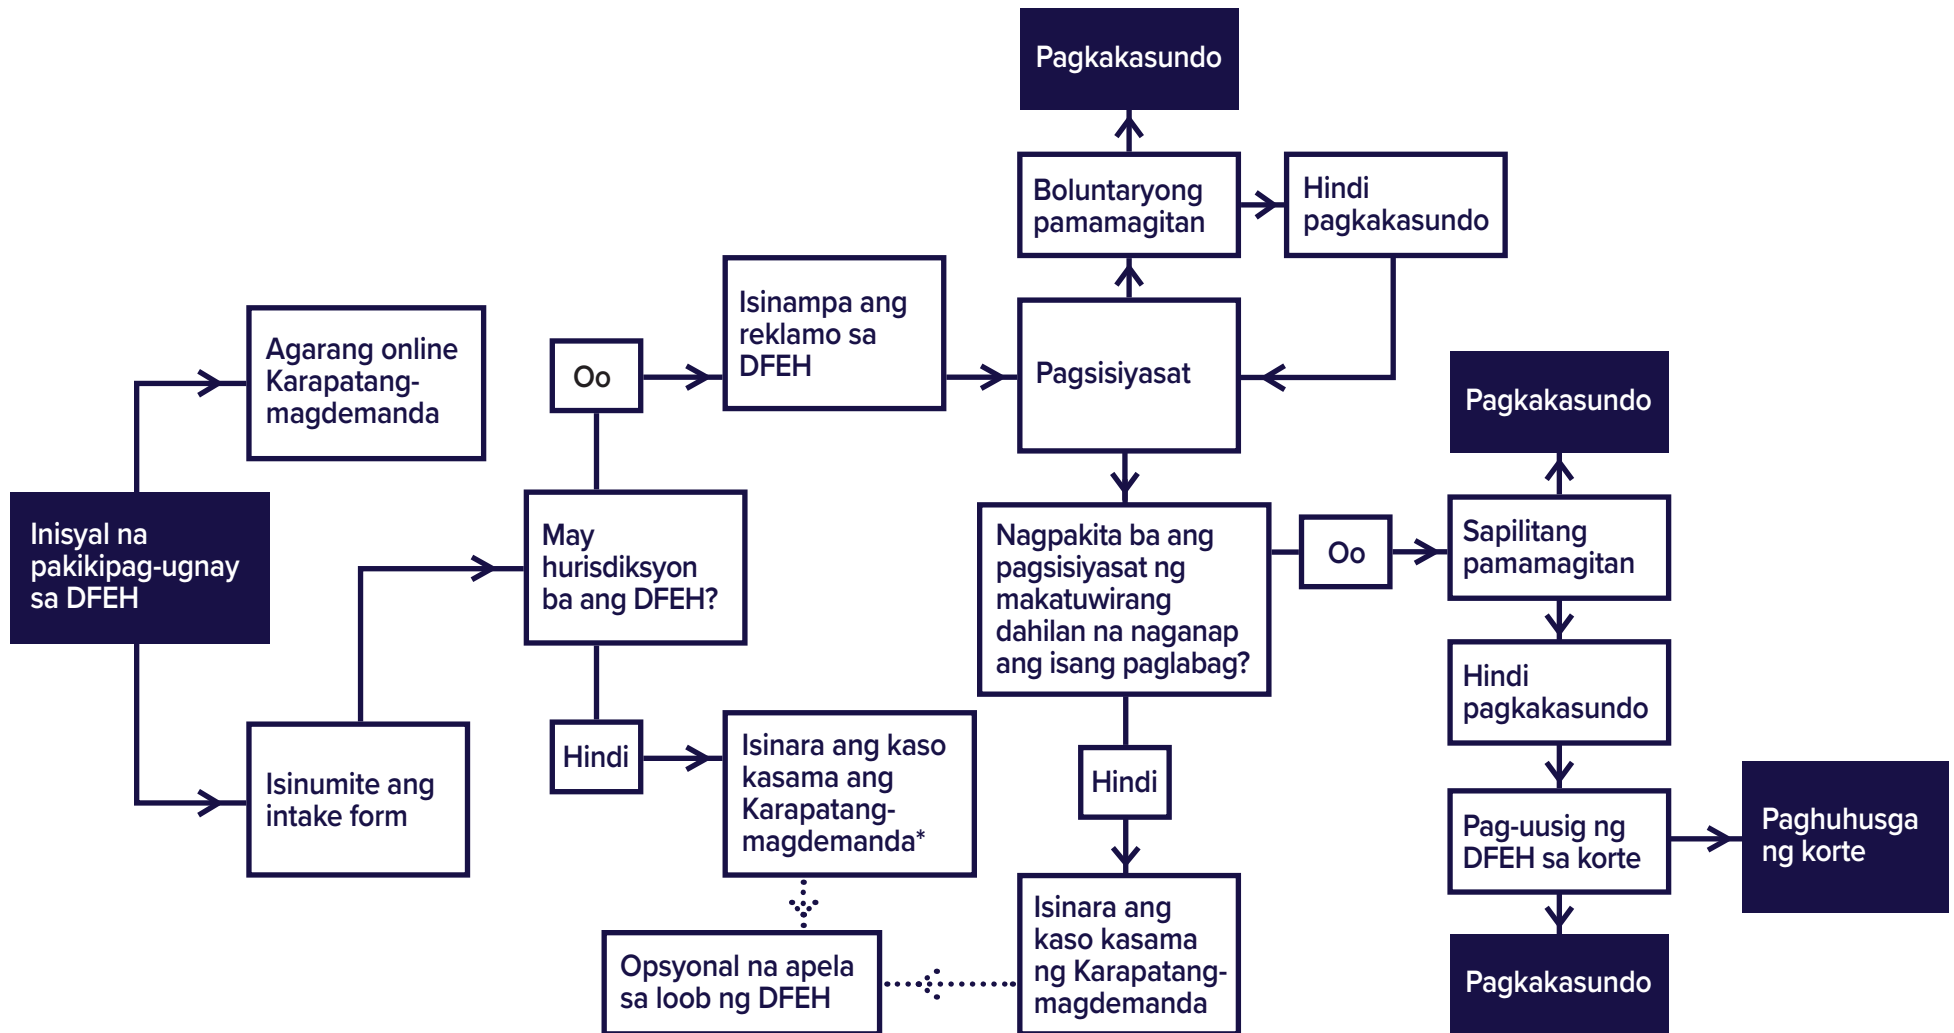 Inisyal na
pakikipag-ugnay
sa DFEH
Agarang online
Karapatang-
magdemanda
Isinumite ang
intake form
May
hurisdiksyon
ba ang DFEH?
Oo
Isinampa ang
reklamo sa
DFEH
Hindi
Isinara ang kaso
kasama ang
Karapatang-
magdemanda*
Opsyonal na apela
sa loob ng DFEH
Pagsisiyasat
Boluntaryong
pamamagitan
Pagkakasundo
Hindi
pagkakasundo
Nagpakita ba ang
pagsisiyasat ng
makatuwirang
dahilan na naganap
ang isang paglabag?
Hindi
Isinara ang
kaso kasama
ng Karapatang-
magdemanda
Oo
Sapilitang
pamamagitan
Pagkakasundo
Hindi
pagkakasundo
Pag-uusig ng
DFEH sa korte
Paghuhusga
ng korte
Pagkakasundo